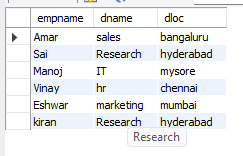 empname dname dloc
Amar sales bangaluru
Sai Research hyderabad
Manoj IT mysore
Vinay hr chennai
Eshwar marketing mumbai
kiran Research hyderabad
Research